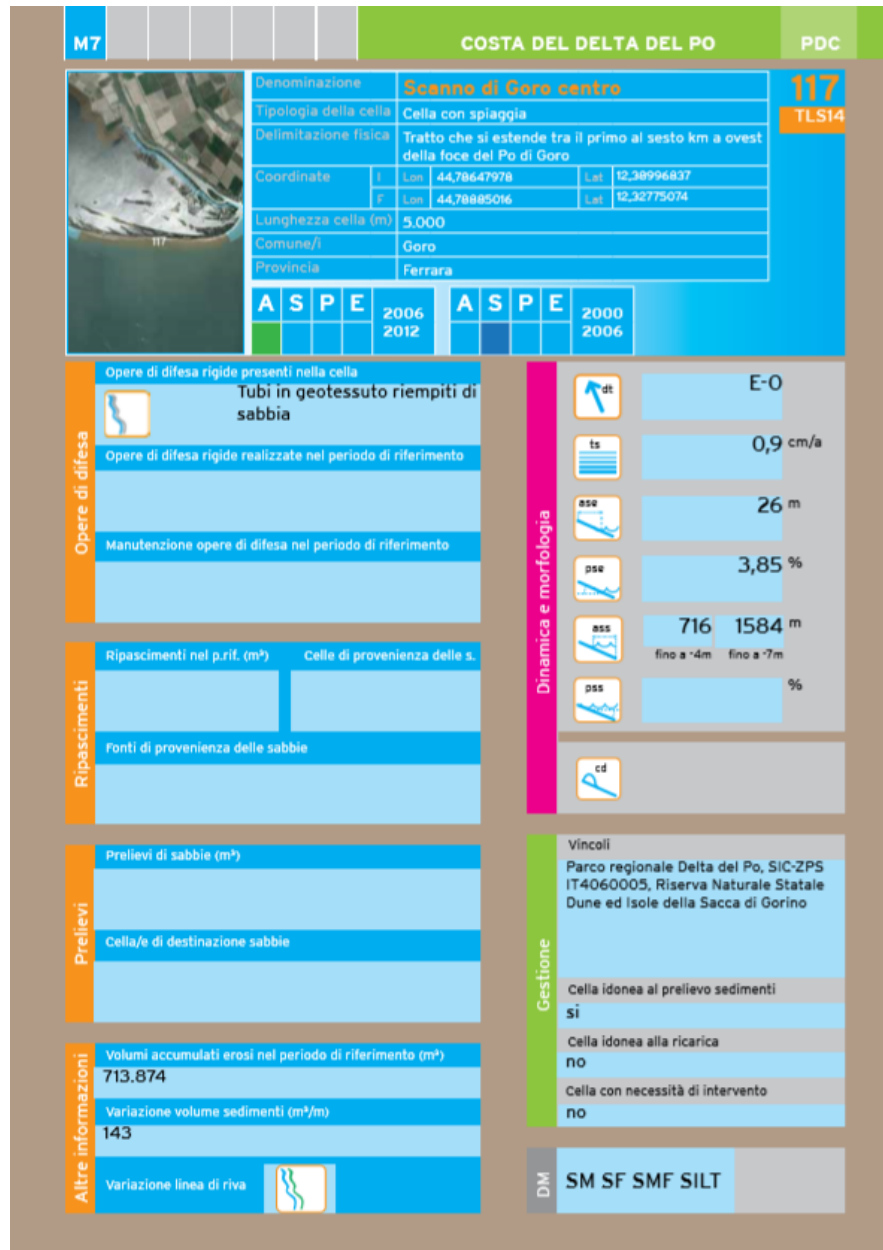 M7
COSTA DEL DELTA DEL PO
PDC
Denominazione Scanno di Goro centro
117
TLS14
Tipologia della cella Cella con spiaggia
Delimitazione fisica Tratto che si estende tra il primo al sesto km a ovest
della foce del Po di Goro
Coordinate I Lon 44,78647978 Lat 12,38996837
F Lon 44,78885016 Lat 12,32775074
Lunghezza cella (m) 5.000
Comune/i Goro
Provincia Ferrara
117
A S P E 2006
2012
A S P E 2000
2006
Opere di difesa
Opere di difesa rigide presenti nella cella
Tubi in geotessuto riempiti di
sabbia
Opere di difesa rigide realizzate nel periodo di riferimento
Manutenzione opere di difesa nel periodo di riferimento
Ripascimenti
Ripascimenti nel p.rif. (m³) Celle di provenienza delle s.
Fonti di provenienza delle sabbie
Prelievi
Prelievi di sabbie (m³)
Cella/e di destinazione sabbie
Altre informazioni
Volumi accumulati erosi nel periodo di riferimento (m³)
713.874
Variazione volume sedimenti (m³/m)
143
Variazione linea di riva
Dinamica e morfologia
dt E-O
ts 0,9 cm/a
ase 26 m
pse 3,85 %
ass 716 1584 m
fino a -4m fino a -7m
pss %
cd
Gestione
Vincoli
Parco regionale Delta del Po, SIC-ZPS
IT4060005, Riserva Naturale Statale
Dune ed Isole della Sacca di Gorino
Cella idonea al prelievo sedimenti
si
Cella idonea alla ricarica
no
Cella con necessità di intervento
no
DM
SM SF SMF SILT